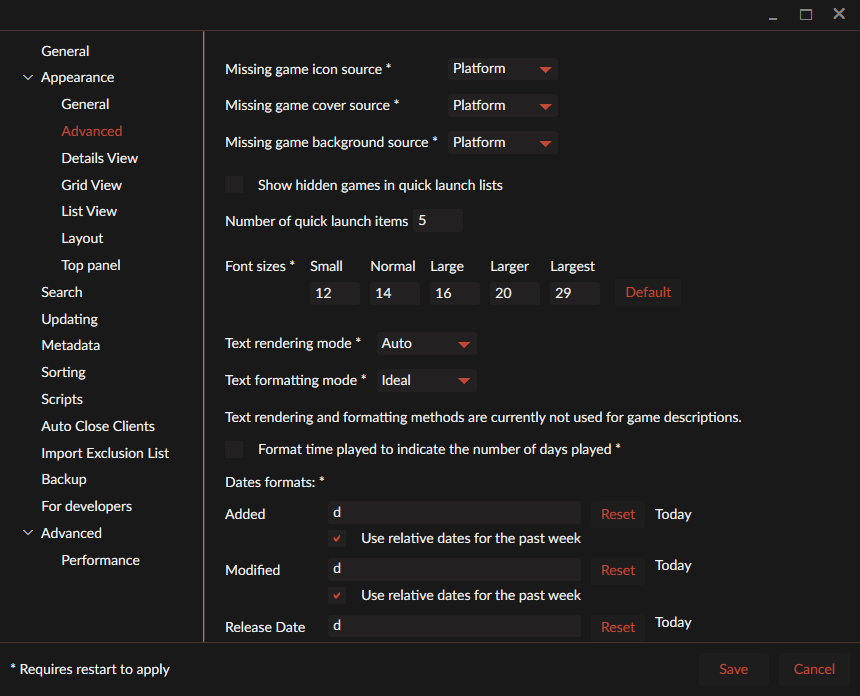 General
Appearance
General
Advanced
Details View
Grid View
List View
Layout
Top panel
Search
Updating
Metadata
Sorting
Scripts
Auto Close Clients
Import Exclusion List
Backup
For developers
Advanced
Performance
Missing game icon source * Platform
Missing game cover source * Platform
Missing game background source * Platform
Show hidden games in quick launch lists
Number of quick launch items 5
Font sizes * Small Normal Large Larger Largest
12 14 16 20 29 Default
Text rendering mode * Auto
Text formatting mode * Ideal
Text rendering and formatting methods are currently not used for game descriptions.
Format time played to indicate the number of days played *
Dates formats: *
Added d Reset Today
Use relative dates for the past week
Modified d Reset Today
Use relative dates for the past week
Release Date d Reset Today
* Requires restart to apply Save Cancel